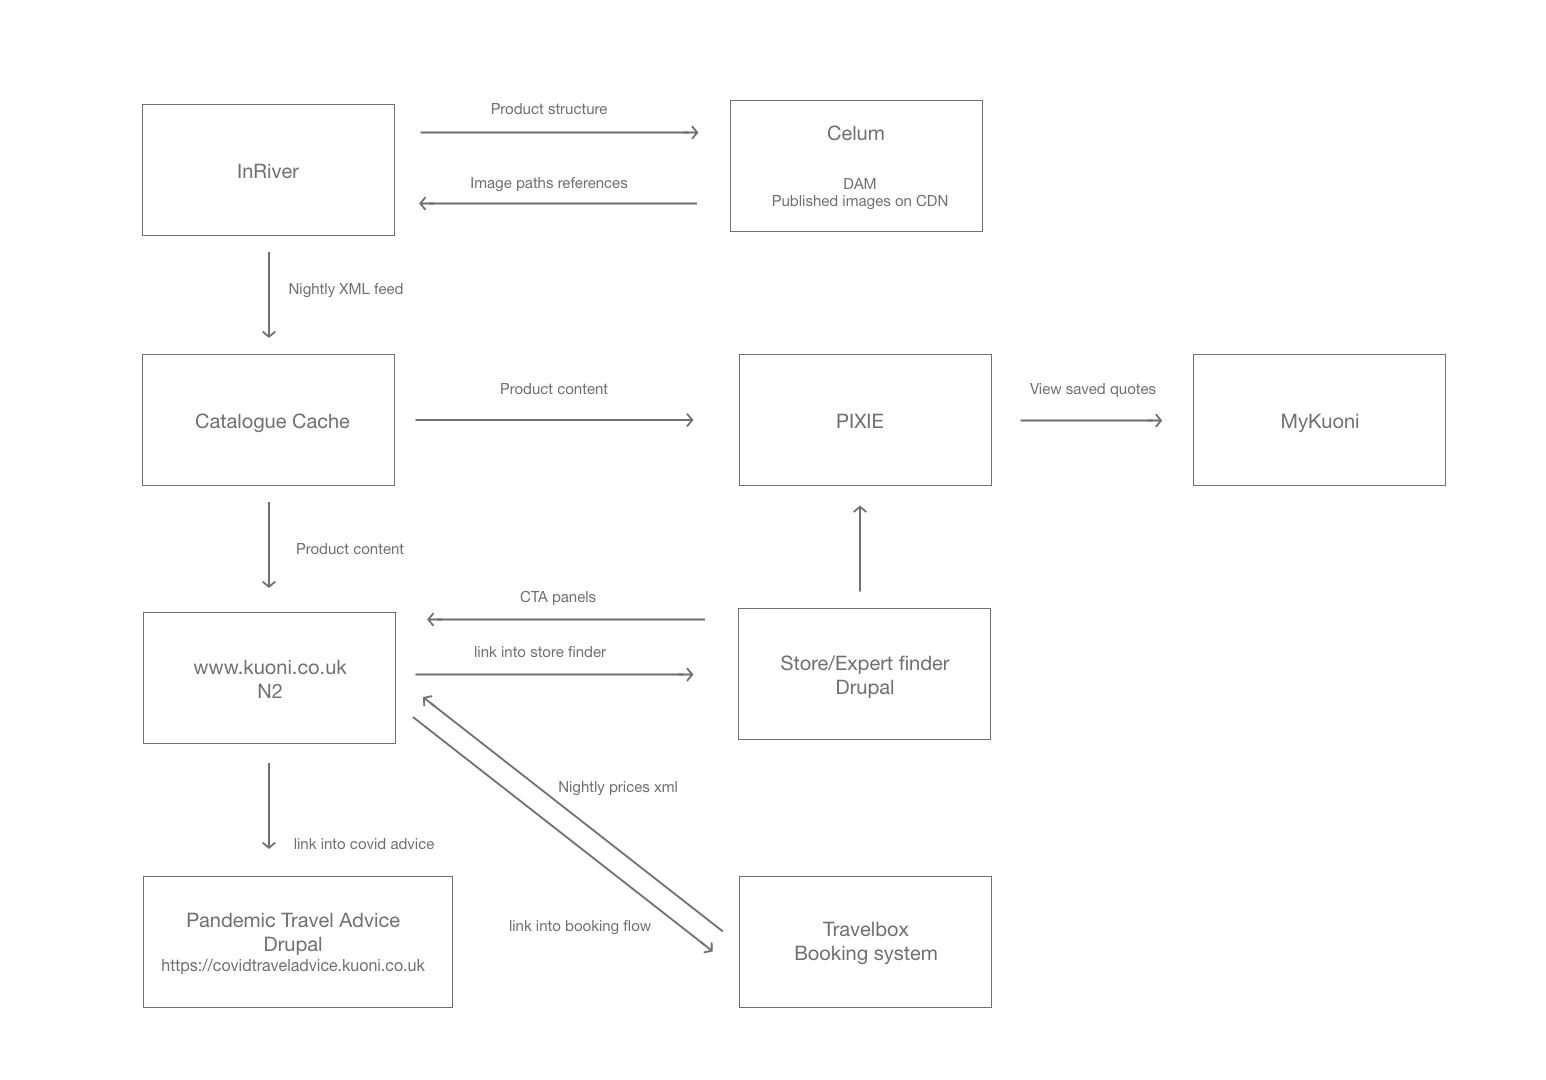 Product structure
InRiver
Image paths references
Celum
DAM
Published images on CDN
Nightly XML feed
Catalogue Cache
Product content
PIXIE
View saved quotes
MyKuoni
Product content
CTA panels
www.kuoni.co.uk
N2
link into store finder
Store/Expert finder
Drupal
Nightly prices xml
link into covid advice
link into booking flow
Pandemic Travel Advice
Drupal
https://covidtraveladvice.kuoni.co.uk
Travelbox
Booking system